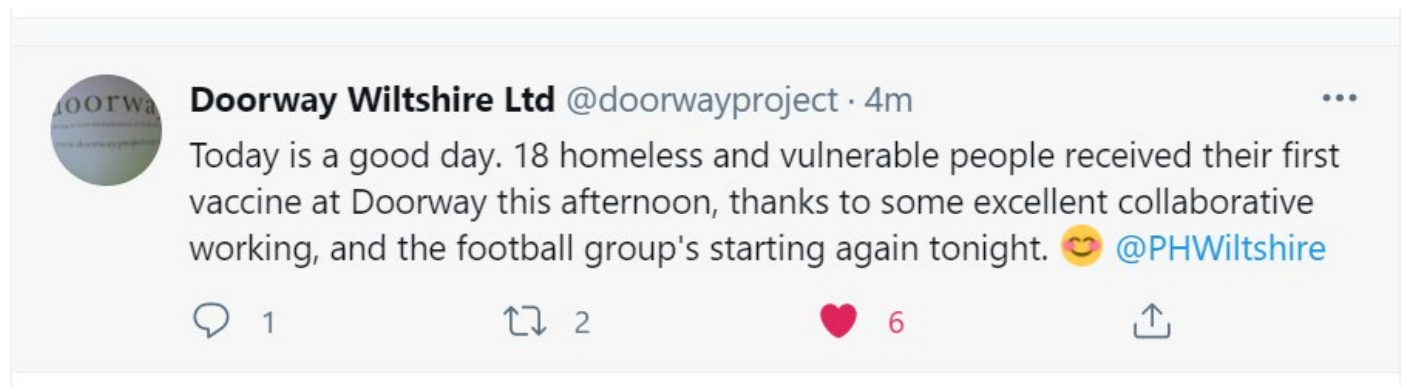 doorway
Doorway Wiltshire Ltd @doorwayproject · 4m
Today is a good day. 18 homeless and vulnerable people received their first
vaccine at Doorway this afternoon, thanks to some excellent collaborative
working, and the football group's starting again tonight. 😊 @PHWiltshire
1 2 6